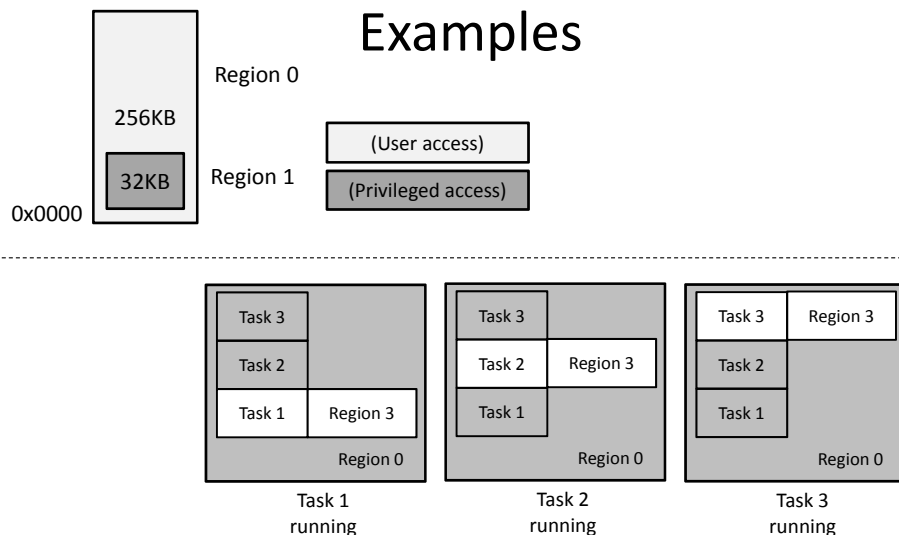 Examples
Region 0
256KB
(User access)
32KB
Region 1
(Privileged access)
0x0000
Task 3
Task 2
Task 1
Region 3
Region 0
Task 1
running
Task 3
Task 2
Region 3
Task 1
Region 0
Task 2
running
Task 3
Region 3
Task 2
Task 1
Region 0
Task 3
running